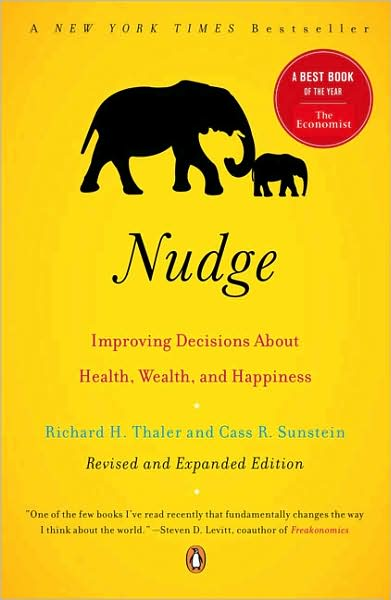 A NEW YORK TIMES Bestseller
A BEST BOOK
OF THE YEAR
The
Economist
Nudge
Improving Decisions About
Health, Wealth, and Happiness
Richard H. Thaler and Cass R. Sunstein
Revised and Expanded Edition
"One of the few books I've read recently that fundamentally changes the way
I think about the world."—Steven D. Levitt, coauthor of Freakonomics